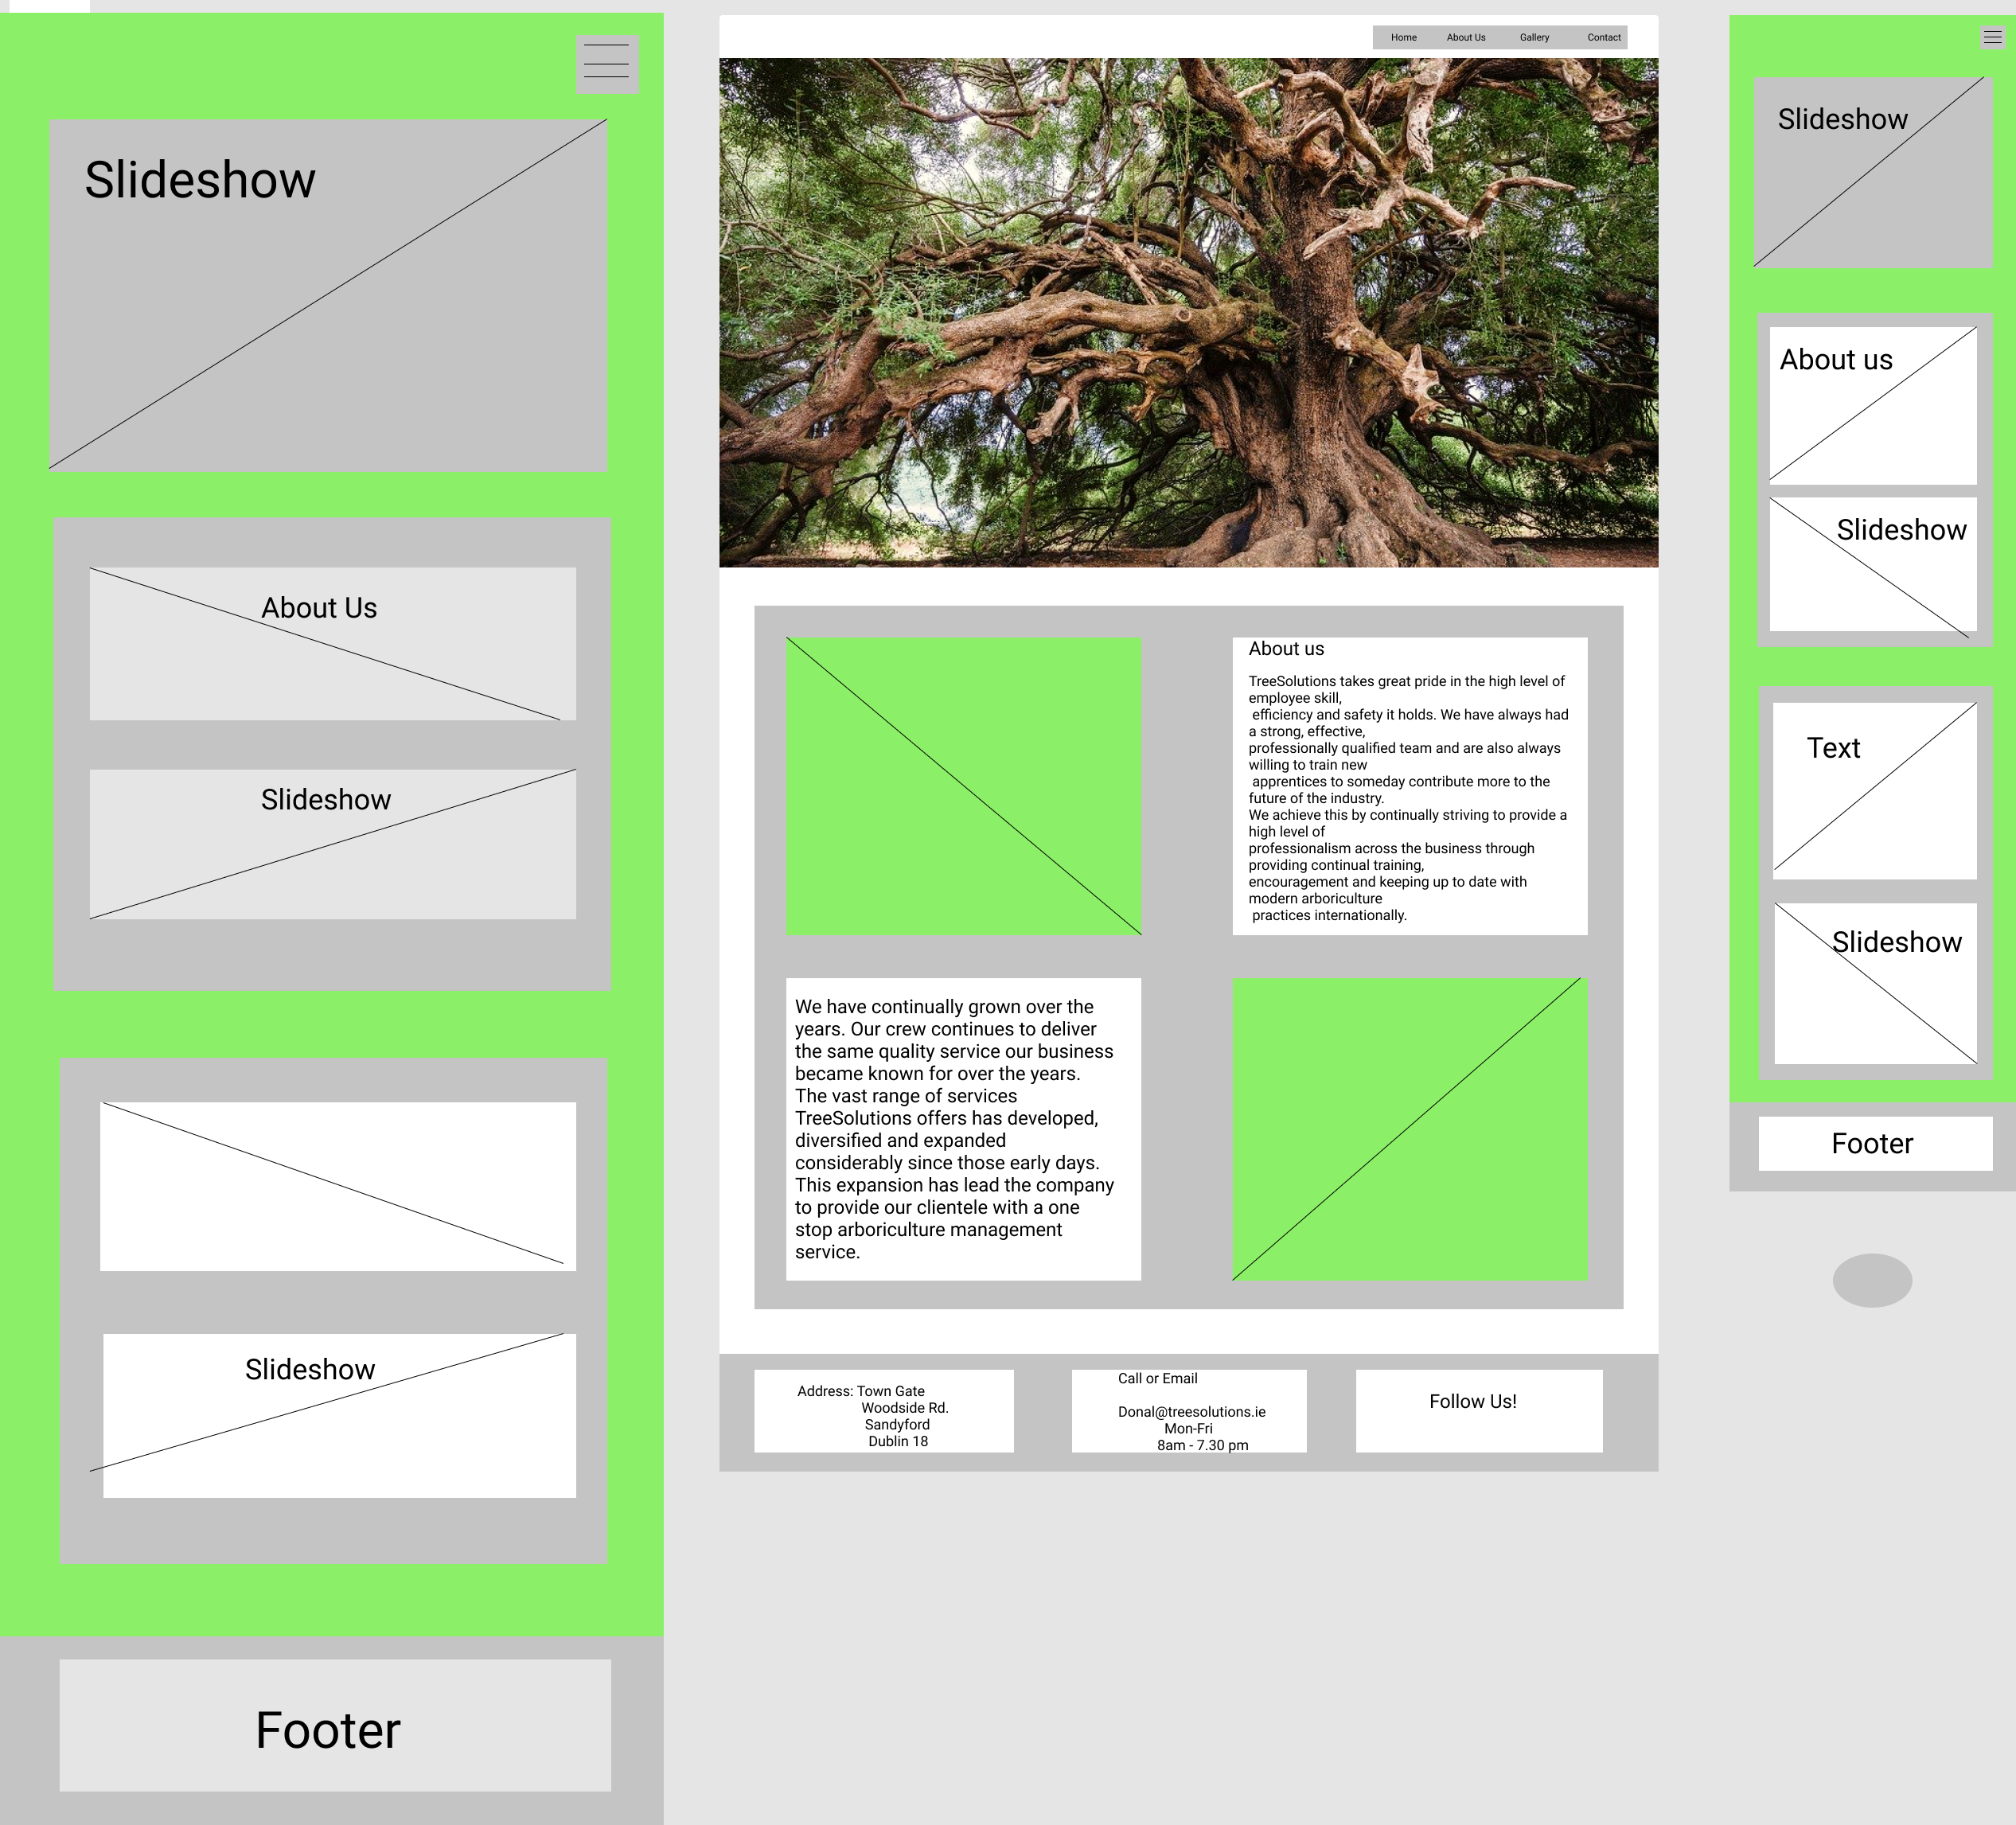 Slideshow
About Us
Slideshow
Slideshow
Footer
Home About Us Gallery Contact
About us
TreeSolutions takes great pride in the high level of
employee skill,
efficiency and safety it holds. We have always had
a strong, effective,
professionally qualified team and are also always
willing to train new
apprentices to someday contribute more to the
future of the industry.
We achieve this by continually striving to provide a
high level of
professionalism across the business through
providing continual training,
encouragement and keeping up to date with
modern arboriculture
practices internationally.
We have continually grown over the
years. Our crew continues to deliver
the same quality service our business
became known for over the years.
The vast range of services
TreeSolutions offers has developed,
diversified and expanded
considerably since those early days.
This expansion has lead the company
to provide our clientele with a one
stop arboriculture management
service.
Address: Town Gate
Woodside Rd.
Sandyford
Dublin 18
Call or Email
Donal@treesolutions.ie
Mon-Fri
8am - 7.30 pm
Follow Us!
Slideshow
About us
Slideshow
Text
Slideshow
Footer